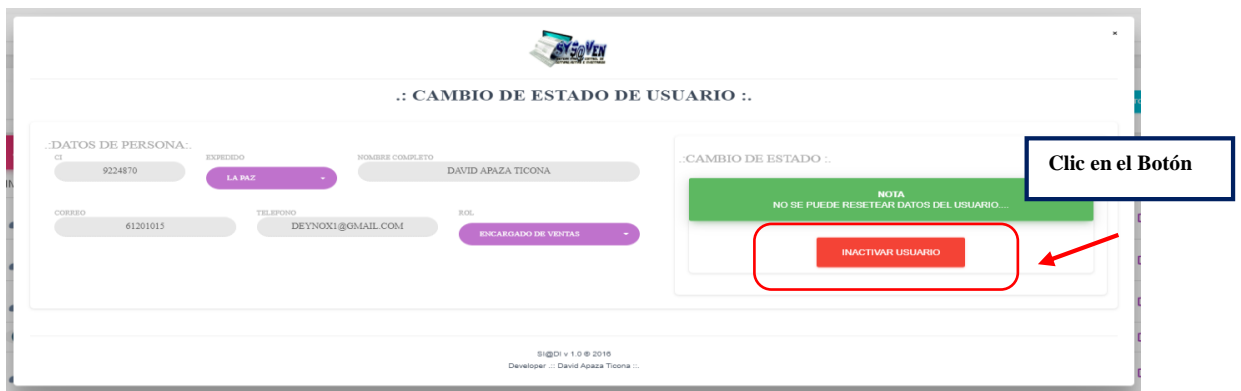 SYS@VEN
.: CAMBIO DE ESTADO DE USUARIO :.
.:DATOS DE PERSONA:.
CI
EXPEDIDO
NOMBRE COMPLETO
9224870
LA PAZ
DAVID APAZA TICONA
CORREO
TELEFONO
ROL
61201015
DEYNOX1@GMAIL.COM
ENCARGADO DE VENTAS
.:CAMBIO DE ESTADO :.
NOTA
NO SE PUEDE RESETEAR DATOS DEL USUARIO....
INACTIVAR USUARIO
Clic en el Botón
SI@DI v 1.0 © 2016
Developer .:: David Apaza Ticona ::.